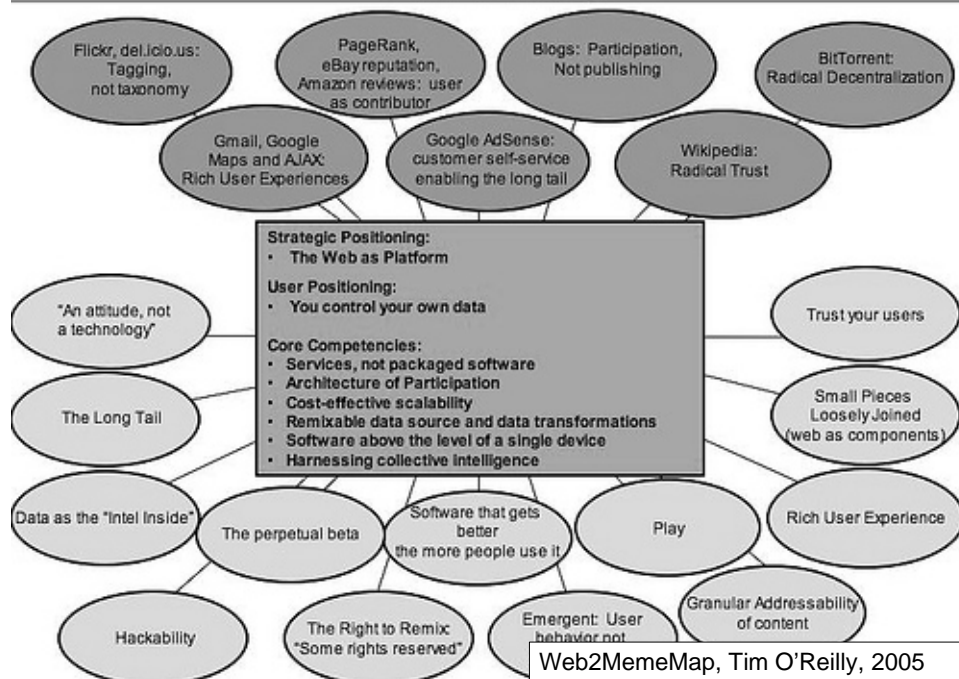 Flickr, del.icio.us:
Tagging,
not taxonomy
PageRank,
eBay reputation,
Amazon reviews: user
as contributor
Blogs: Participation,
Not publishing
BitTorrent:
Radical Decentralization
Gmail, Google
Maps and AJAX:
Rich User Experiences
Google AdSense:
customer self-service
enabling the long tail
Wikipedia:
Radical Trust
Strategic Positioning:
• The Web as Platform
User Positioning:
• You control your own data
Core Competencies:
• Services, not packaged software
• Architecture of Participation
• Cost-effective scalability
• Remixable data source and data transformations
• Software above the level of a single device
• Harnessing collective intelligence
"An attitude, not
a technology"
Trust your users
The Long Tail
Small Pieces
Loosely Joined
(web as components)
Data as the "Intel Inside"
The perpetual beta
Software that gets
better
the more people use it
Play
Rich User Experience
Hackability
The Right to Remix:
"Some rights reserved"
Emergent: User
behavior not
Granular Addressability
of content
Web2MemeMap, Tim O'Reilly, 2005